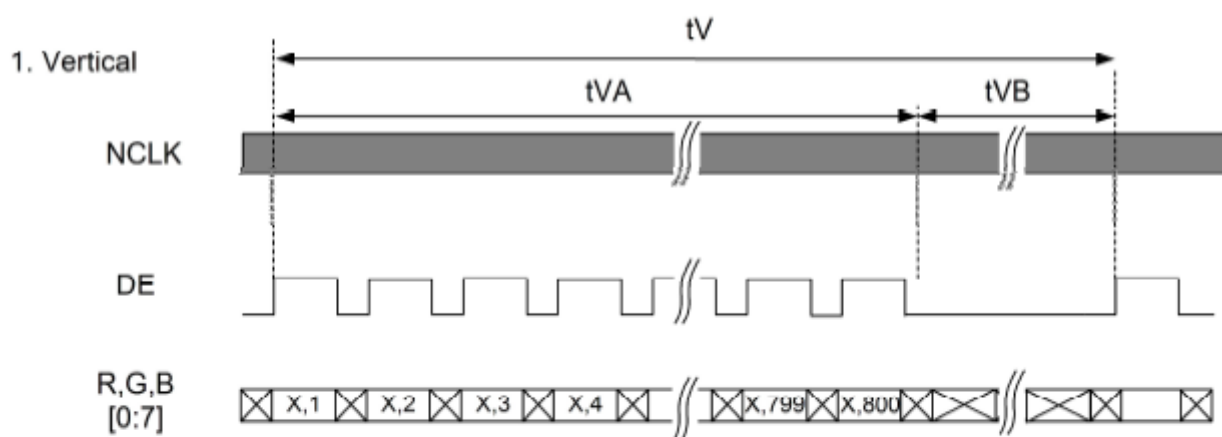 tV
1. Vertical
tVA tVB
NCLK
DE
R,G,B
[0:7]
X,1 X,2 X,3 X,4 X,799 X,800